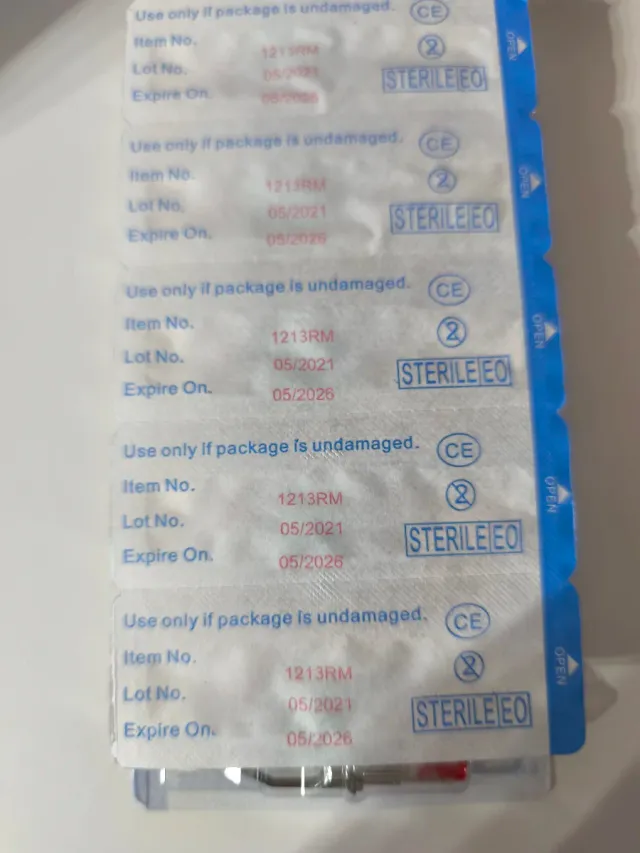 Use only if package is undamaged. CE
Item No. 1213RM 2
Lot No. 05/2021 STERILE EO
Expire On. 05/2026
OPEN
Use only if package is undamaged. CE
Item No. 1213RM 2
Lot No. 05/2021 STERILE EO
Expire On. 05/2026
OPEN
Use only if package is undamaged. CE
Item No. 1213RM 2
Lot No. 05/2021 STERILE EO
Expire On. 05/2026
OPEN
Use only if package is undamaged. CE
Item No. 1213RM 2
Lot No. 05/2021 STERILE EO
Expire On. 05/2026
OPEN
Use only if package is undamaged. CE
Item No. 1213RM 2
Lot No. 05/2021 STERILE EO
Expire On. 05/2026
OPEN